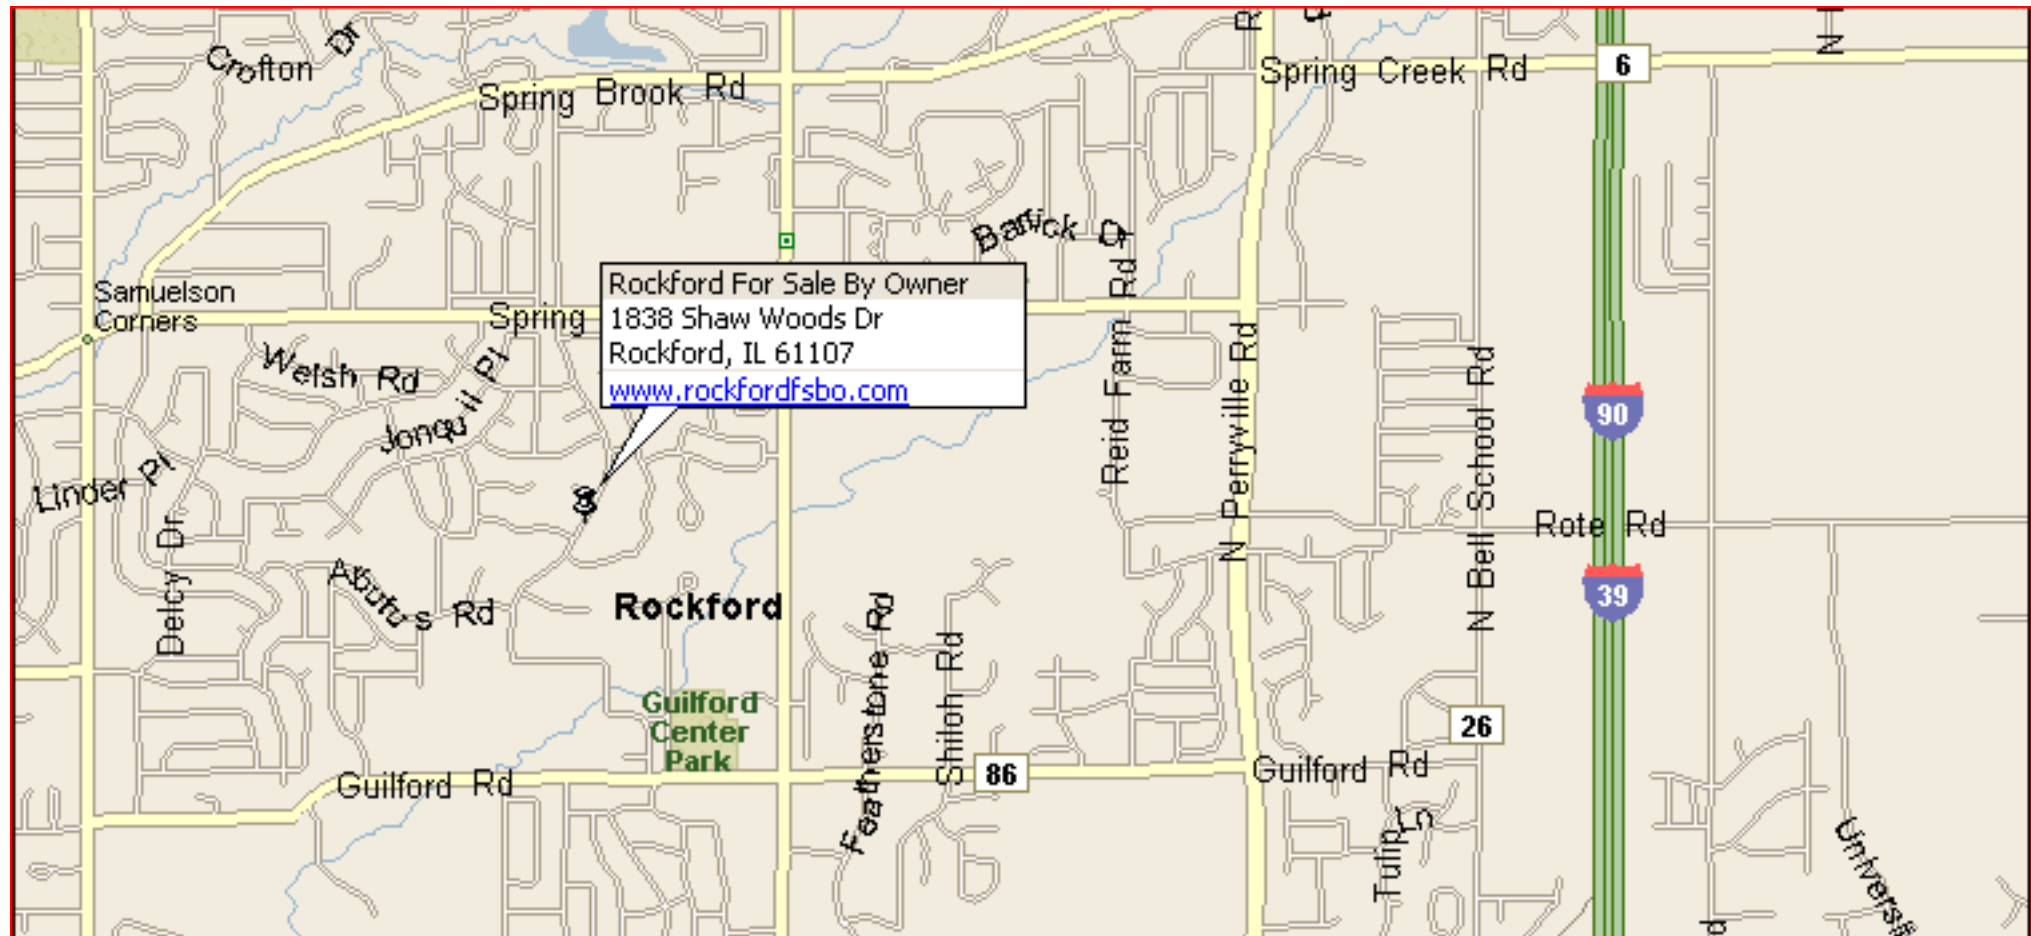 Crofton Dr
Spring Brook Rd
Spring Creek Rd
6
N
Barrick Dr
Samuelson
Corners
Spring
Rockford For Sale By Owner
1838 Shaw Woods Dr
Rockford, IL 61107
www.rockfordfsbo.com
Welsh Rd
Jonquil Pl
Reid Farm Rd
N Perryville Rd
N Bell School Rd
90
Linder Pl
Rote Rd
Delcy Dr
Abufus Rd
39
Rockford
Featherstone Rd
Shiloh Rd
Guilford
Center
Park
26
Guilford Rd
86
Guilford Rd
Tulip Ln
Universi